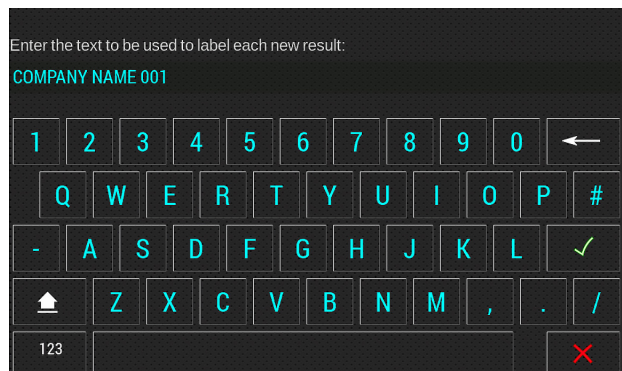 Enter the text to be used to label each new result:
COMPANY NAME 001
1 2 3 4 5 6 7 8 9 0
Q W E R T Y U I O P #
- A S D F G H J K L
Z X C V B N M , . /
123